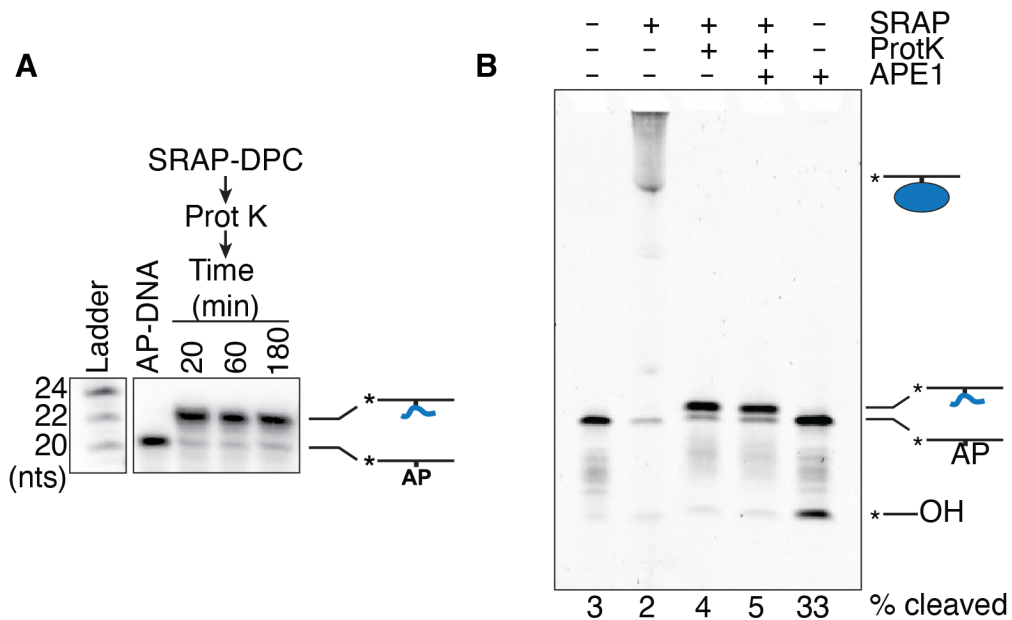 A
SRAP-DPC
Prot K
Time
(min)
Ladder
AP-DNA
20
60
180
24
22
20
(nts)
*
*
AP
B
- + + + - SRAP
- - + + - ProtK
- - - + + APE1
*
*
*
AP
*
OH
3 2 4 5 33 % cleaved